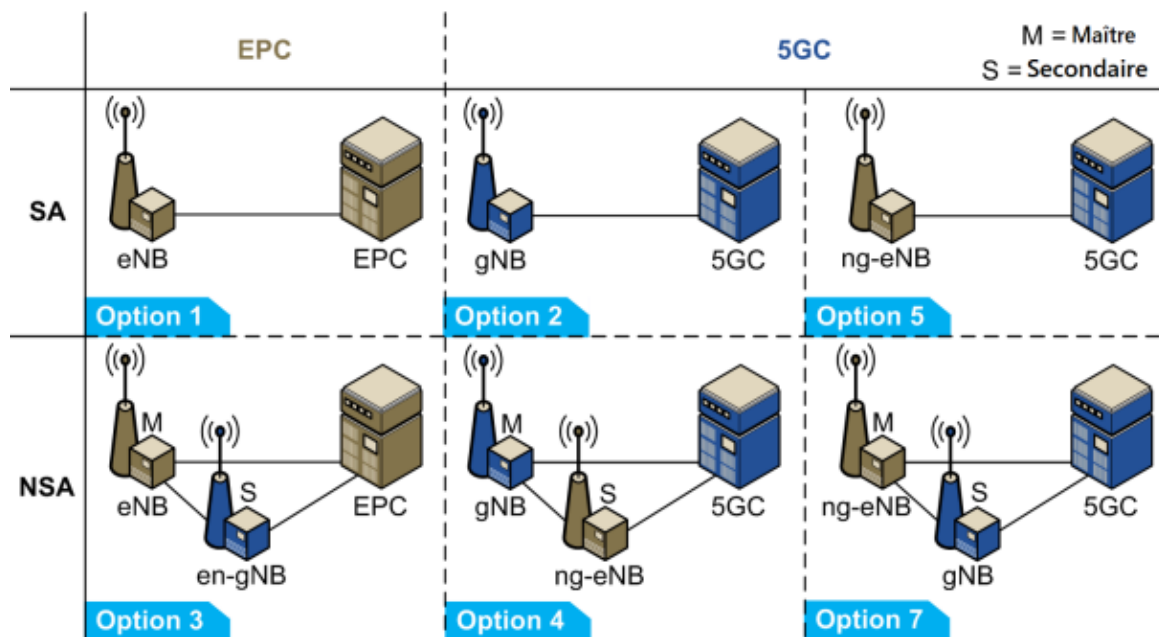 EPC
5GC
M = Maître
S = Secondaire
SA
eNB
EPC
Option 1
gNB
5GC
Option 2
ng-eNB
5GC
Option 5
NSA
M
eNB
S
en-gNB
EPC
Option 3
M
gNB
S
ng-eNB
5GC
Option 4
M
ng-eNB
S
gNB
5GC
Option 7